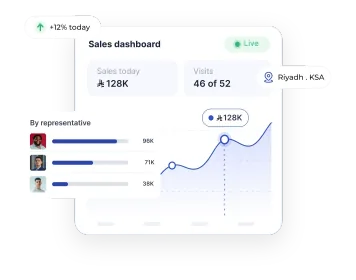 +12% today
Sales dashboard
Live
Sales today
Visits
⃁ 128K
46 of 52
Riyadh . KSA
⃁ 128K
By representative
96K
71K
38K